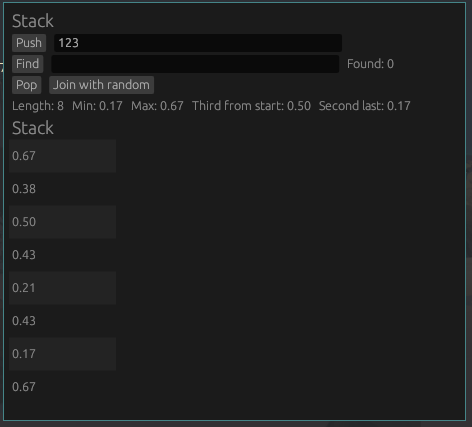 Stack
Push 123
Find Found: 0
Pop Join with random
Length: 8 Min: 0.17 Max: 0.67 Third from start: 0.50 Second last: 0.17
Stack
0.67
0.38
0.50
0.43
0.21
0.43
0.17
0.67